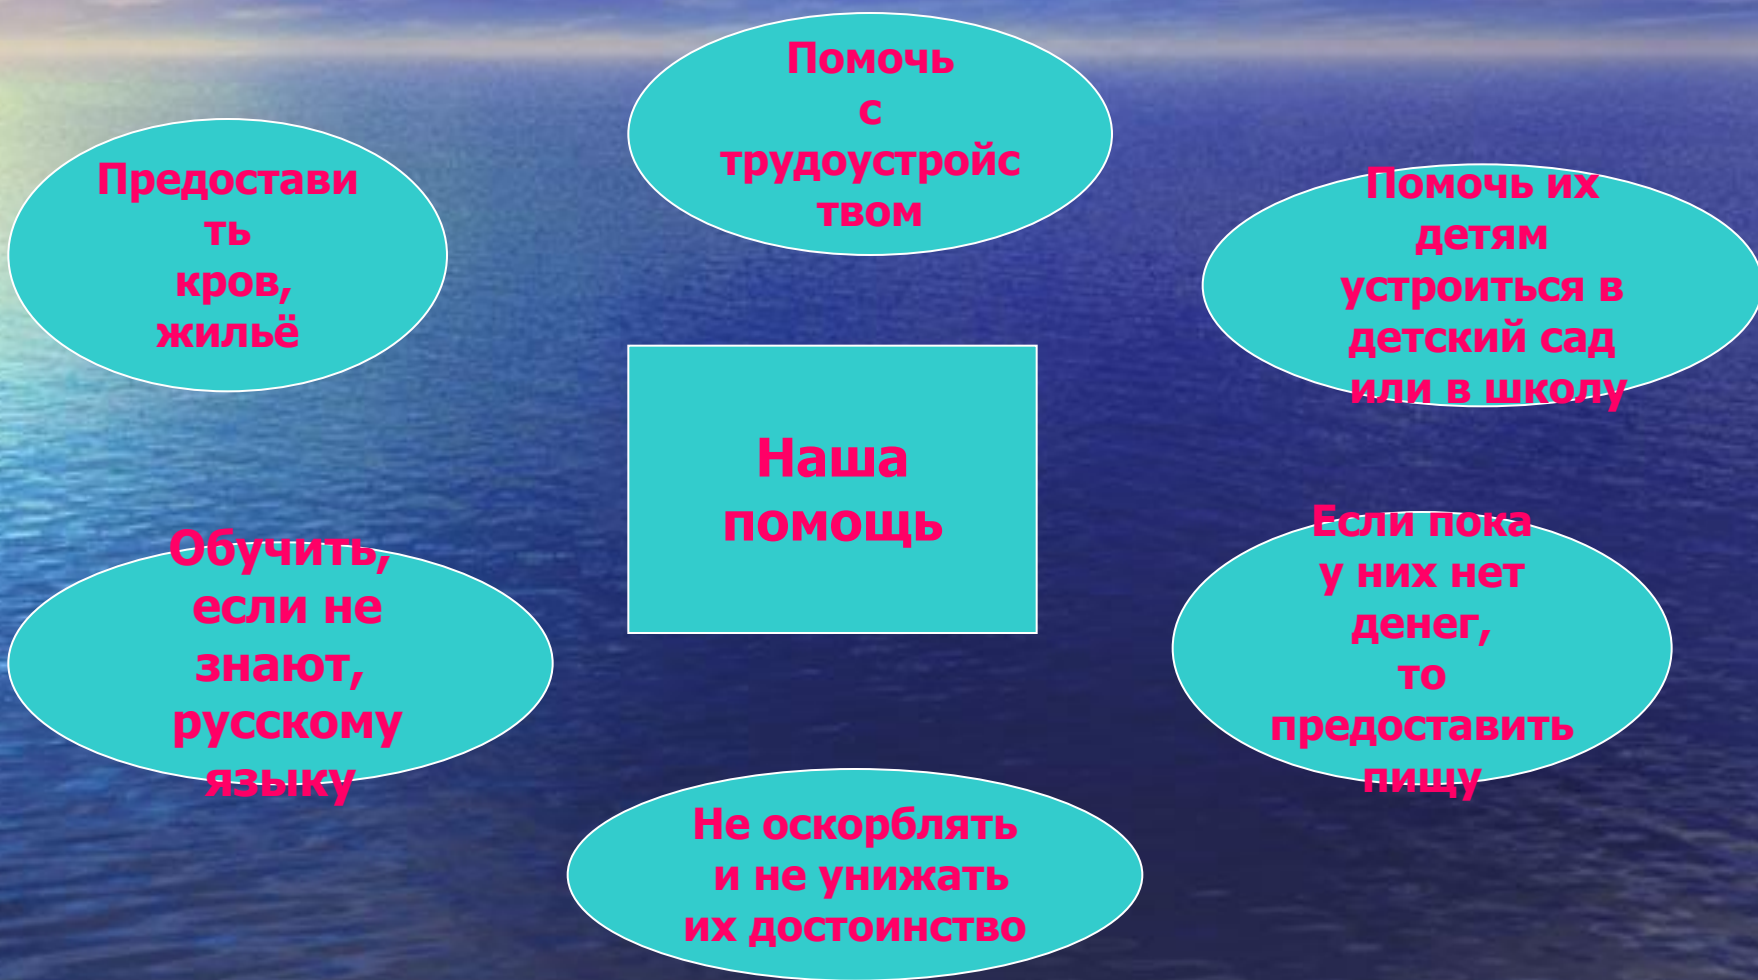 Помочь
с
трудоустройс
твом
Предостави
ть
кров,
жильё
Помочь их
детям
устроиться в
детский сад
или в школу
Наша
помощь
Обучить,
если не
знают,
русскому
языку
Если пока
у них нет
денег,
то
предоставить
пищу
Не оскорблять
и не унижать
их достоинство